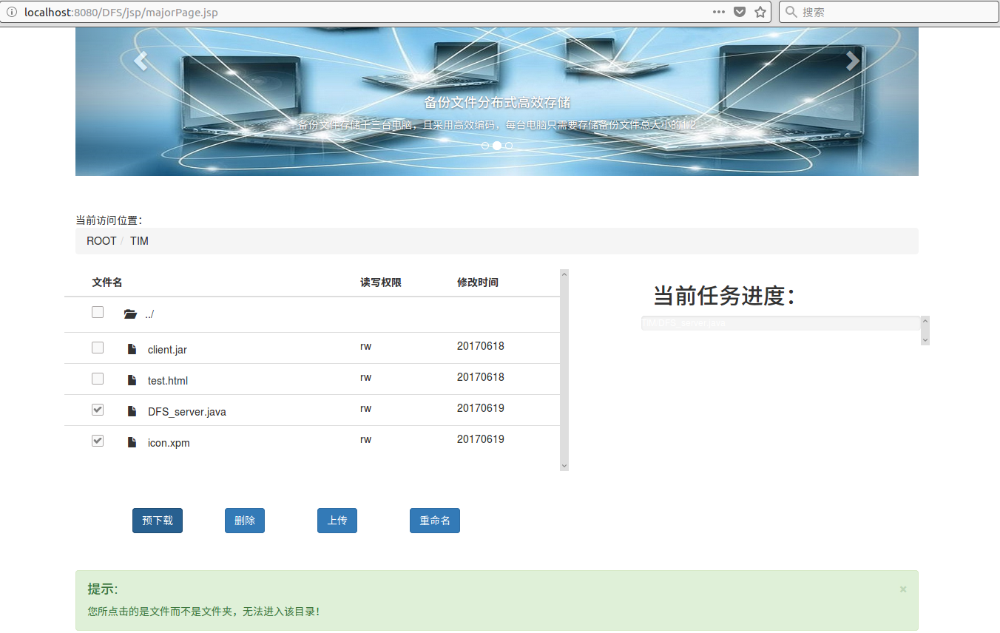 localhost:8080/DFS/jsp/majorPage.jsp
搜索
备份文件分布式高效存储
备份文件存储于三台电脑，且采用高效编码，每台电脑只需要存储备份文件总大小的1/2
当前访问位置：
ROOT / TIM
文件名 读写权限 修改时间
../
client.jar rw 20170618
test.html rw 20170618
DFS_server.java rw 20170619
icon.xpm rw 20170619
当前任务进度：
TIM-DFS_server.java
预下载 删除 上传 重命名
提示:
×
您所点击的是文件而不是文件夹，无法进入该目录！